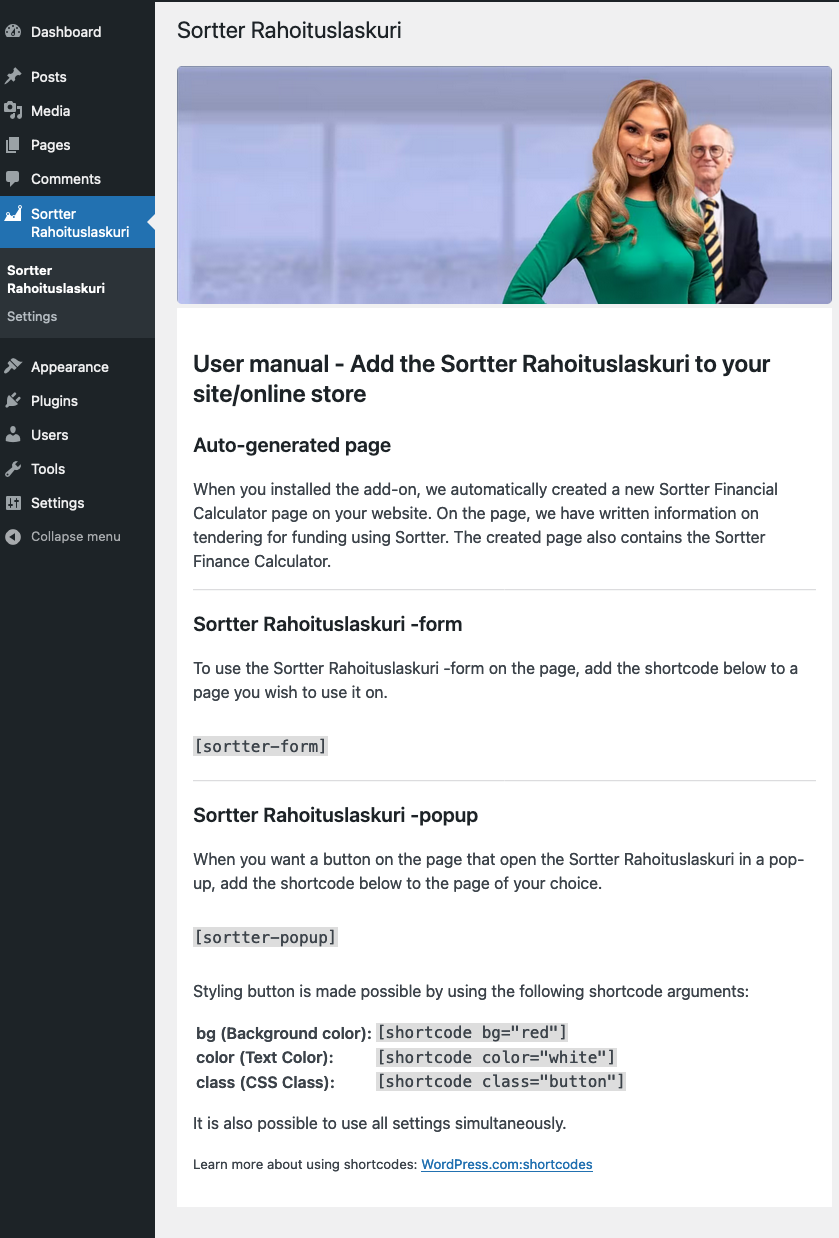 Dashboard
Posts
Media
Pages
Comments
Sortter
Rahoituslaskuri
Sortter
Rahoituslaskuri
Settings
Appearance
Plugins
Users
Tools
Settings
Collapse menu
Sortter Rahoituslaskuri
User manual - Add the Sortter Rahoituslaskuri to your
site/online store
Auto-generated page
When you installed the add-on, we automatically created a new Sortter Financial
Calculator page on your website. On the page, we have written information on
tendering for funding using Sortter. The created page also contains the Sortter
Finance Calculator.
Sortter Rahoituslaskuri -form
To use the Sortter Rahoituslaskuri -form on the page, add the shortcode below to a
page you wish to use it on.
[sortter-form]
Sortter Rahoituslaskuri -popup
When you want a button on the page that open the Sortter Rahoituslaskuri in a pop-
up, add the shortcode below to the page of your choice.
[sortter-popup]
Styling button is made possible by using the following shortcode arguments:
bg (Background color): [shortcode bg="red"]
color (Text Color): [shortcode color="white"]
class (CSS Class): [shortcode class="button"]
It is also possible to use all settings simultaneously.
Learn more about using shortcodes: WordPress.com:shortcodes